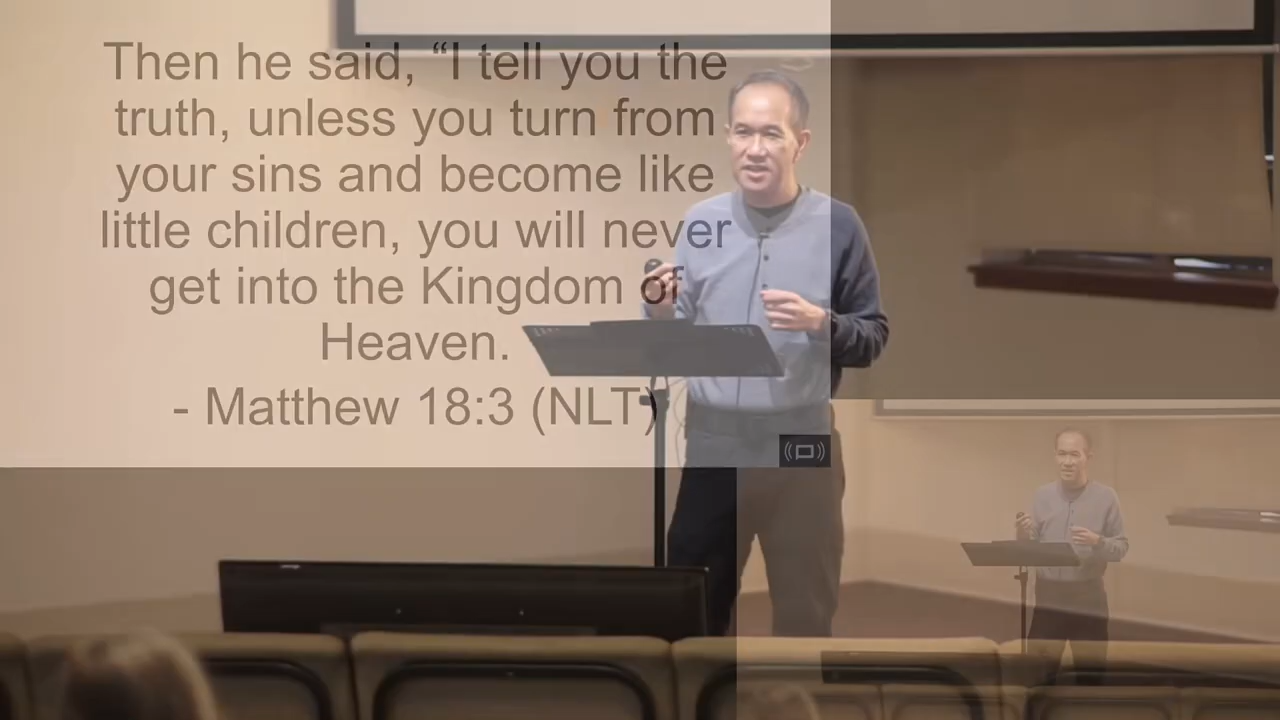 Then he said, “I tell you the
truth, unless you turn from
your sins and become like
little children, you will never
get into the Kingdom of
Heaven.
- Matthew 18:3 (NLT)